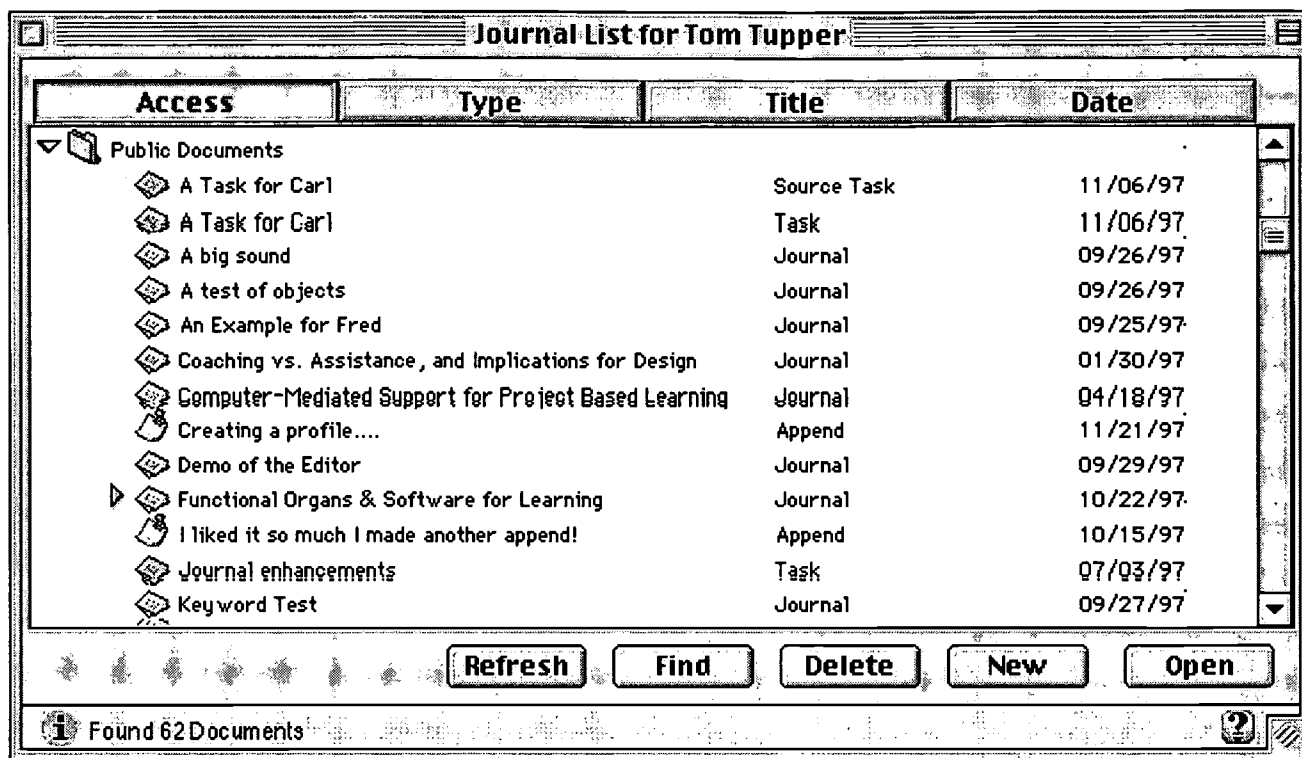 Journal List for Tom Tupper
Access Type Title Date
Public Documents
A Task for Carl Source Task 11/06/97
A Task for Carl Task 11/06/97
A big sound Journal 09/26/97
A test of objects Journal 09/26/97
An Example for Fred Journal 09/25/97
Coaching vs. Assistance, and Implications for Design Journal 01/30/97
Computer-Mediated Support for Project Based Learning Journal 04/18/97
Creating a profile.... Append 11/21/97
Demo of the Editor Journal 09/29/97
Functional Organs & Software for Learning Journal 10/22/97
I liked it so much I made another append! Append 10/15/97
Journal enhancements Task 07/03/97
Keyword Test Journal 09/27/97
Refresh Find Delete New Open
Found 62 Documents ?